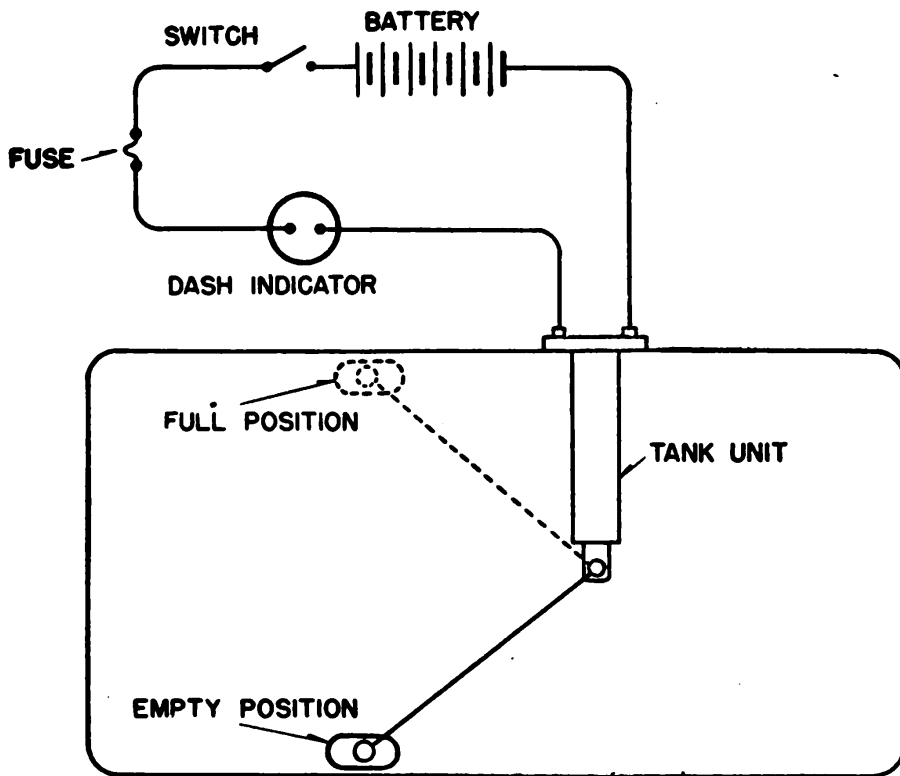 BATTERY
SWITCH
FUSE
DASH INDICATOR
FULL POSITION
TANK UNIT
EMPTY POSITION